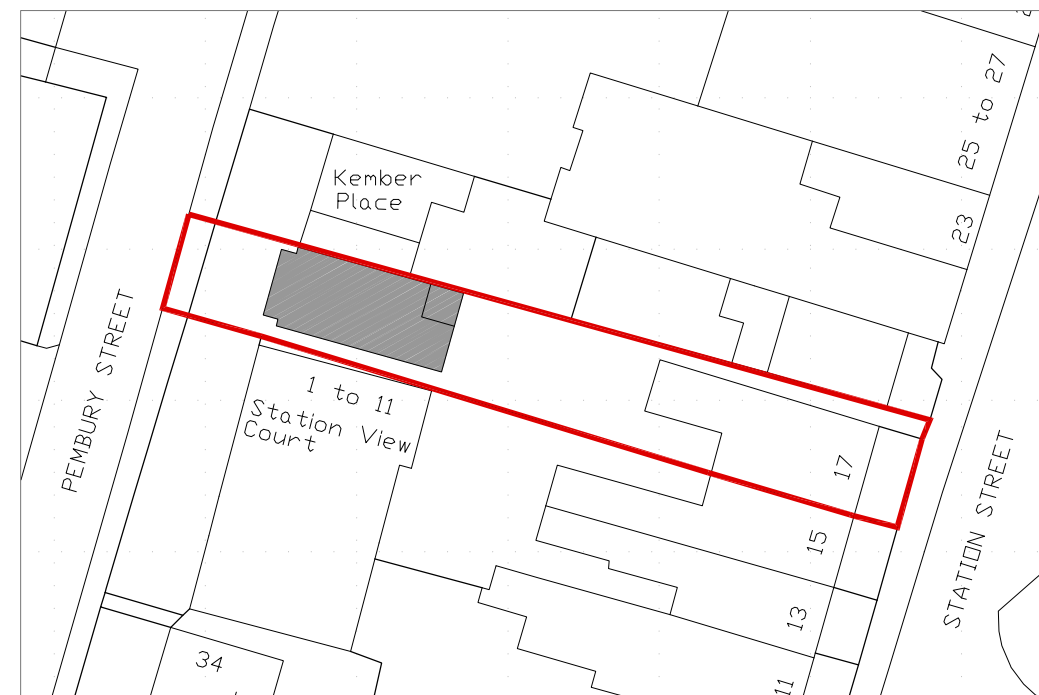 25 to 27
Kember
Place
23
PEMBURY STREET
1 to 11
Station View
Court
17
STATION STREET
15
13
34
11